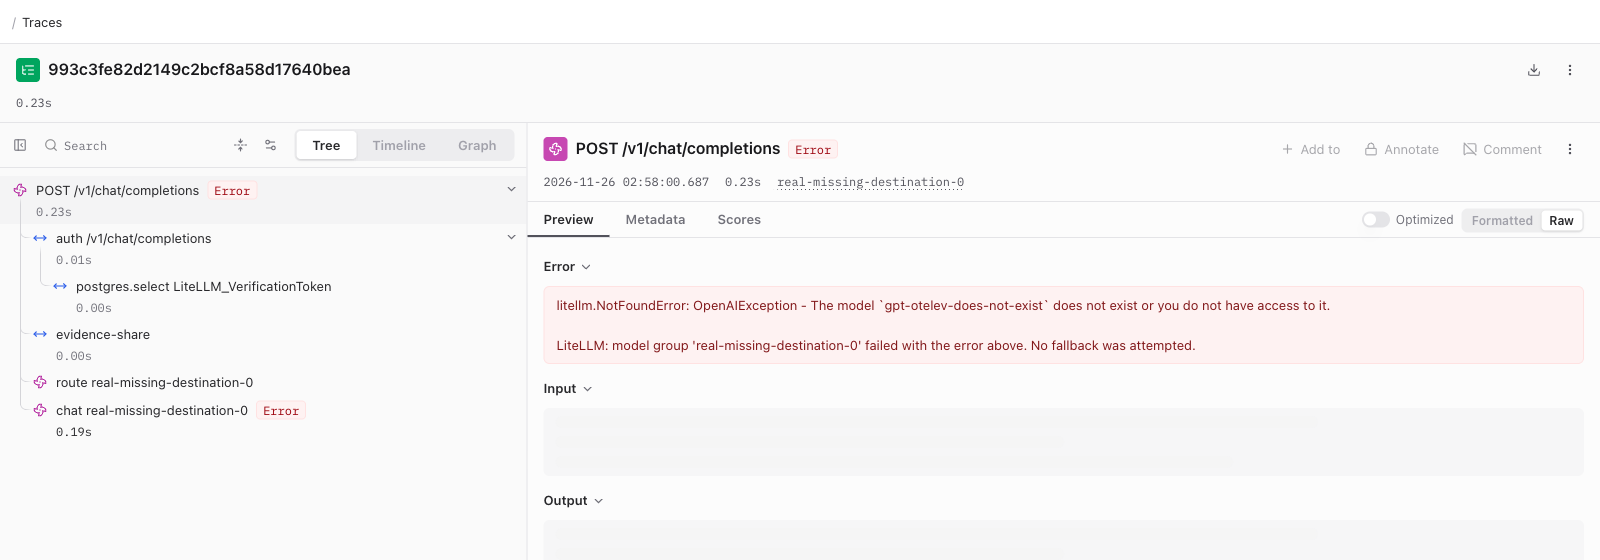 / Traces
993c3fe82d2149c2bcf8a58d17640bea
0.23s
Search
Tree
Timeline
Graph
POST /v1/chat/completions Error
0.23s
auth /v1/chat/completions
0.01s
postgres.select LiteLLM_VerificationToken
0.00s
evidence-share
0.00s
route real-missing-destination-0
chat real-missing-destination-0 Error
0.19s
POST /v1/chat/completions Error
Add to
Annotate
Comment
2026-11-26 02:58:00.687 0.23s real-missing-destination-0
Preview
Metadata
Scores
Optimized
Formatted
Raw
Error
litellm.NotFoundError: OpenAIException - The model `gpt-otelev-does-not-exist` does not exist or you do not have access to it.
LiteLLM: model group 'real-missing-destination-0' failed with the error above. No fallback was attempted.
Input
Output